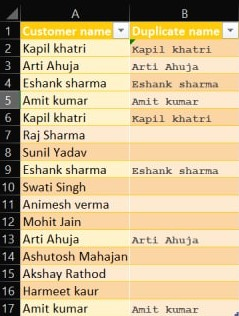 A B
1 Customer name Duplicate name
2 Kapil khatri Kapil khatri
3 Arti Ahuja Arti Ahuja
4 Eshank sharma Eshank sharma
5 Amit kumar Amit kumar
6 Kapil khatri Kapil khatri
7 Raj Sharma
8 Sunil Yadav
9 Eshank sharma Eshank sharma
10 Swati Singh
11 Animesh verma
12 Mohit Jain
13 Arti Ahuja Arti Ahuja
14 Ashutosh Mahajan
15 Akshay Rathod
16 Harmeet kaur
17 Amit kumar Amit kumar